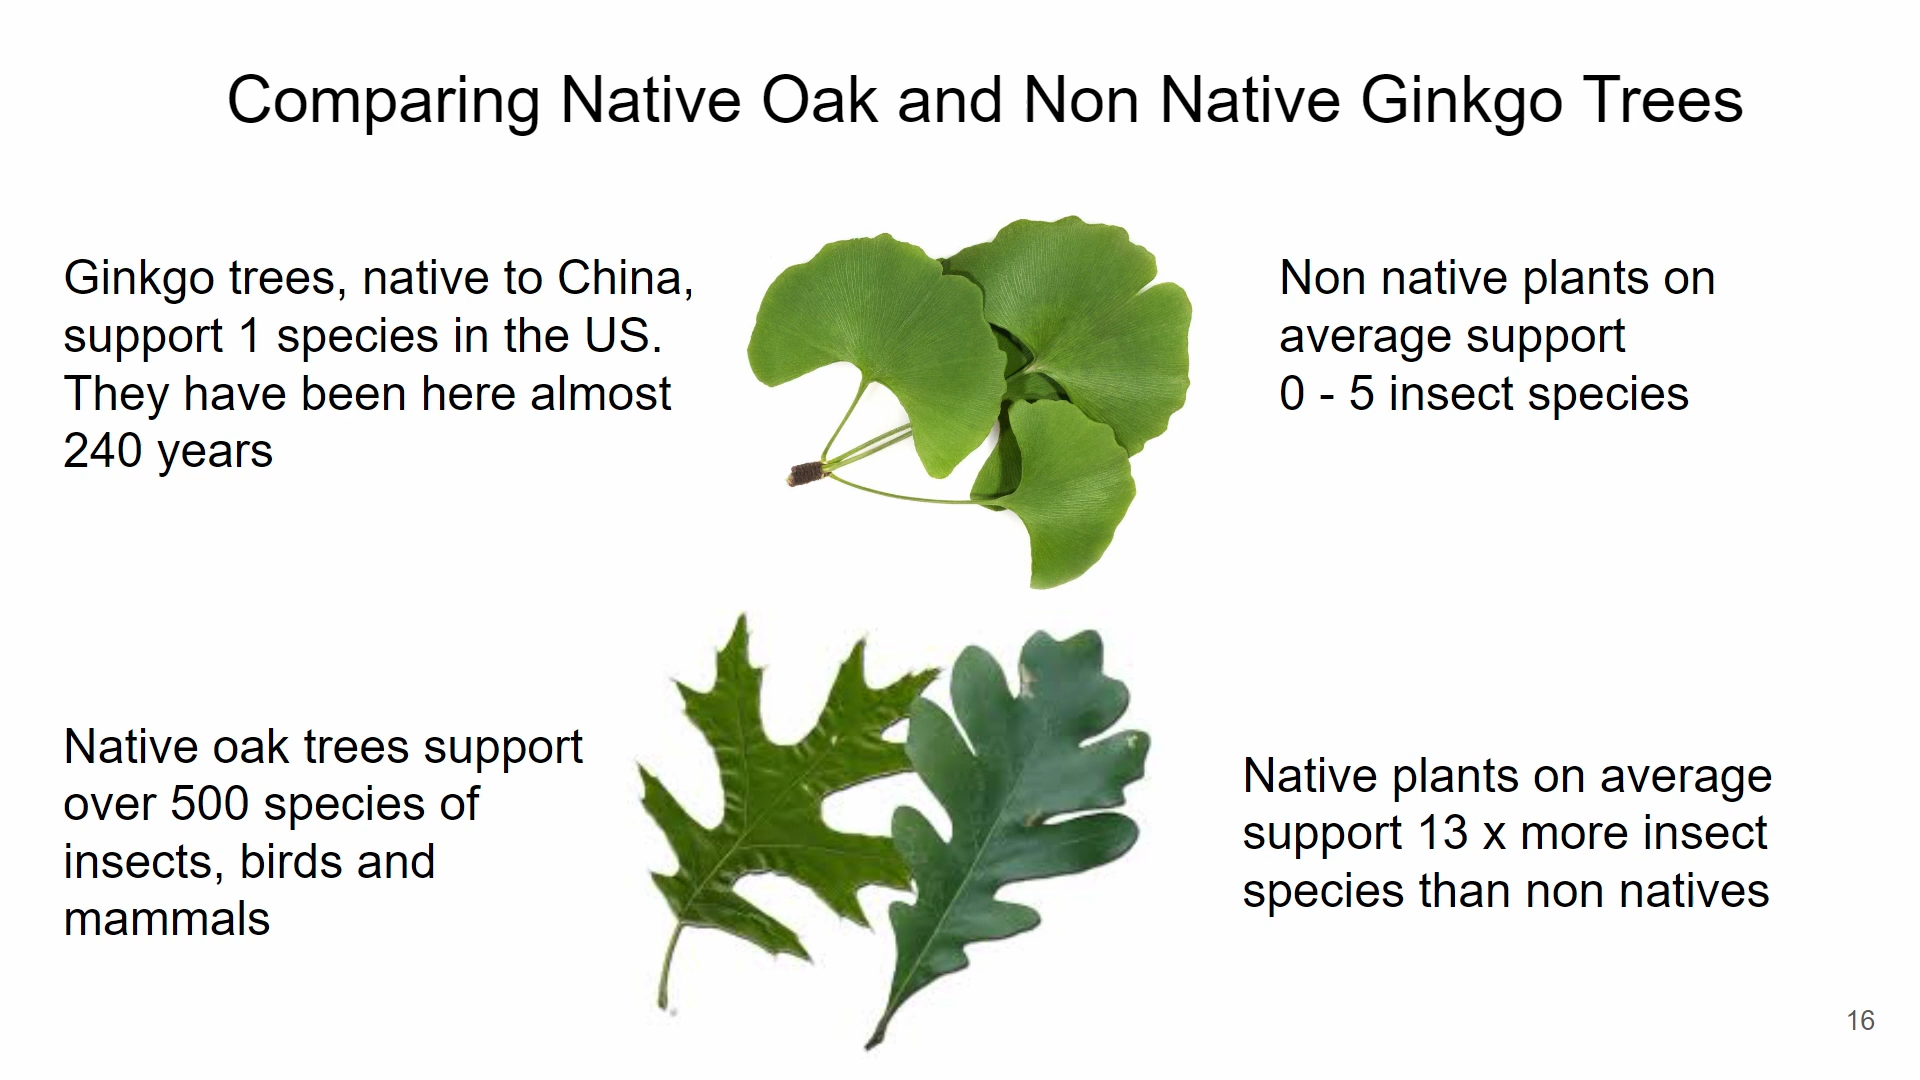 Comparing Native Oak and Non Native Ginkgo Trees
Ginkgo trees, native to China,
support 1 species in the US.
They have been here almost
240 years
Non native plants on
average support
0 - 5 insect species
Native oak trees support
over 500 species of
insects, birds and
mammals
Native plants on average
support 13 x more insect
species than non natives
16